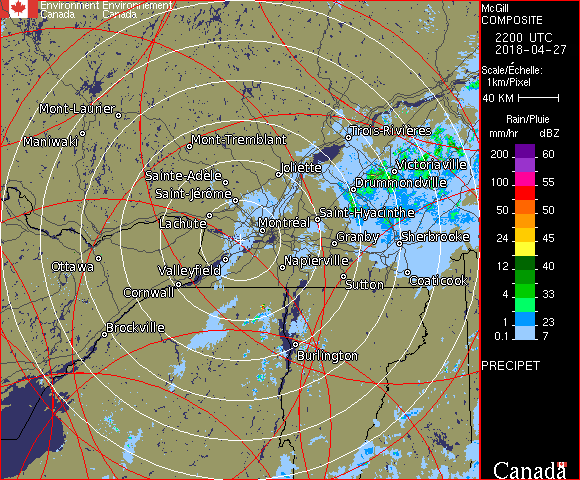 Environment Environnement
Canada Canada
McGill
COMPOSITE
2200 UTC
2018-04-27
Scale/Échelle:
1km/Pixel
40 KM
Rain/Pluie
mm/hr dBZ
200 60
100 55
50 50
24 45
12 40
4 33
1 23
0.1 7
PRECIPET
Canada
Mont-Laurier
Maniwaki
Mont-Tremblant
Trois-Rivières
Sainte-Adèle
Joliette
Victoriaville
Saint-Jérôme
Drummondville
Lachute
Montréal
Saint-Hyacinthe
Granby
Sherbrooke
Ottawa
Valleyfield
Napierville
Cornwall
Sutton
Coaticook
Brockville
Burlington